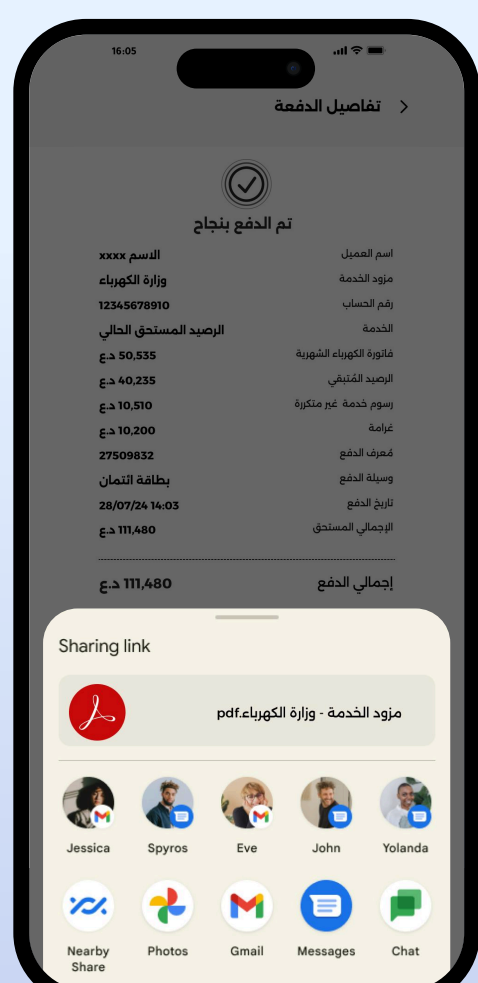 16:05
تفاصيل الدفعة
تم الدفع بنجاح
اسم العميل الاسم xxxx
مزود الخدمة وزارة الكهرباء
رقم الحساب 12345678910
الخدمة الرصيد المستحق الحالي
فاتورة الكهرباء الشهرية 50,535 د.ع
الرصيد المُتبقي 40,235 د.ع
رسوم خدمة غير متكررة 10,510 د.ع
غرامة 10,200 د.ع
مُعرف الدفع 27509832
وسيلة الدفع بطاقة ائتمان
تاريخ الدفع 28/07/24 14:03
الإجمالي المستحق 111,480 د.ع
إجمالي الدفع 111,480 د.ع
Sharing link
مزود الخدمة - وزارة الكهرباء.pdf
Jessica Spyros Eve John Yolanda
Nearby Share Photos Gmail Messages Chat